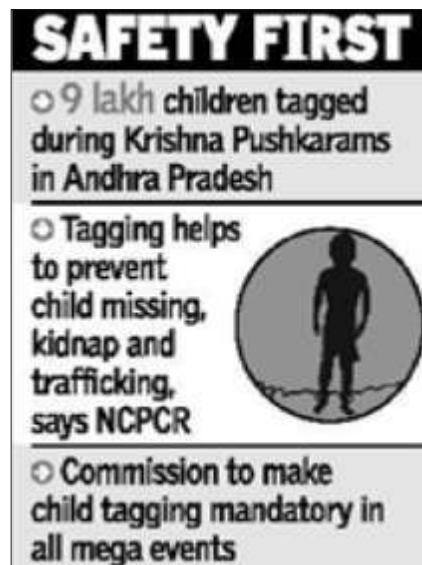 SAFETY FIRST
9 lakh children tagged
during Krishna Pushkarams
in Andhra Pradesh
Tagging helps
to prevent
child missing,
kidnap and
trafficking,
says NCPCR
Commission to make
child tagging mandatory in
all mega events